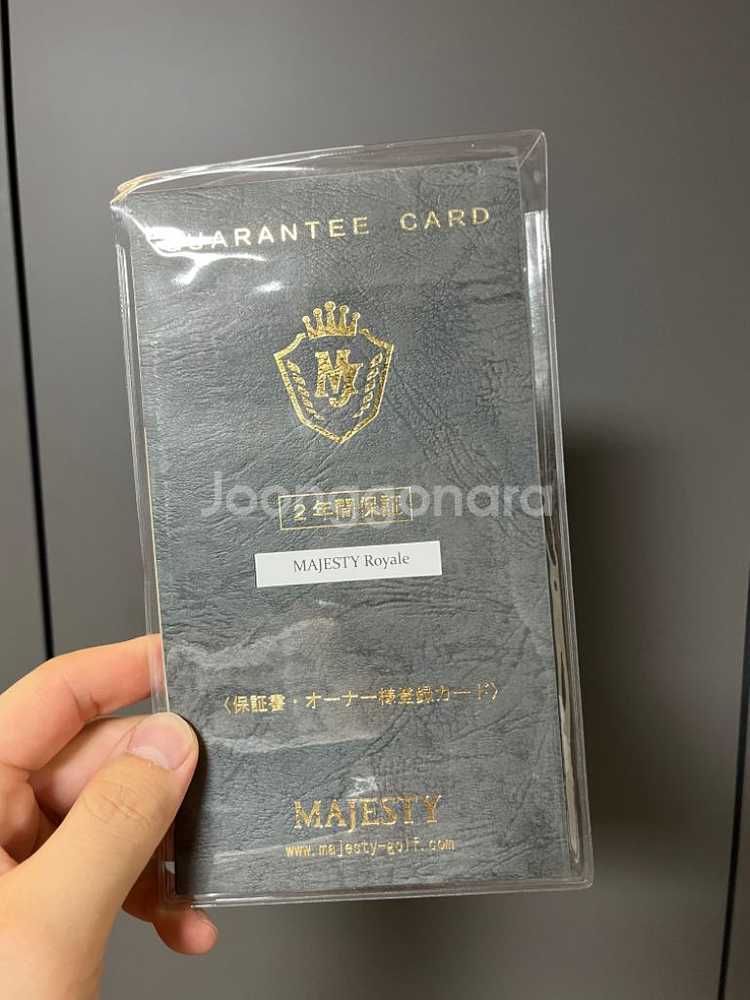 GUARANTEE CARD
MJ
2年間保証
Joonggonara
MAJESTY Royale
〈保証書・オーナー様登録カード〉
MAJESTY
www.majesty-golf.com